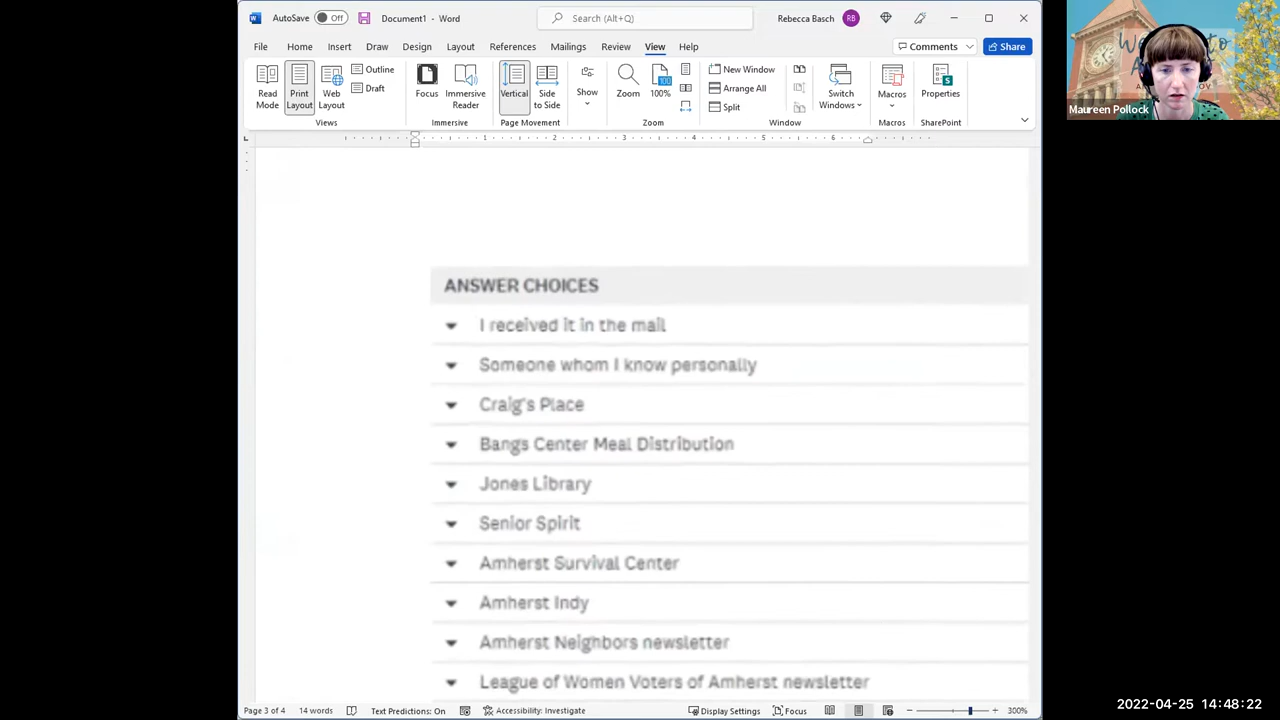 AutoSave Off Document1 - Word Search (Alt+Q) Rebecca Basch RB
File Home Insert Draw Design Layout References Mailings Review View Help Comments Share
Read Mode Print Layout Web Layout Outline Draft Focus Immersive Reader Vertical Side to Side Show Zoom 100% New Window Arrange All Split Switch Windows Macros Properties
Views Immersive Page Movement Zoom Window Macros SharePoint
1 2 3 4 5 6
ANSWER CHOICES
I received it in the mail
Someone whom I know personally
Craig's Place
Bangs Center Meal Distribution
Jones Library
Senior Spirit
Amherst Survival Center
Amherst Indy
Amherst Neighbors newsletter
League of Women Voters of Amherst newsletter
Page 3 of 4 14 words Text Predictions: On Accessibility: Investigate Display Settings Focus 300%
Maureen Pollock
2022-04-25 14:48:22